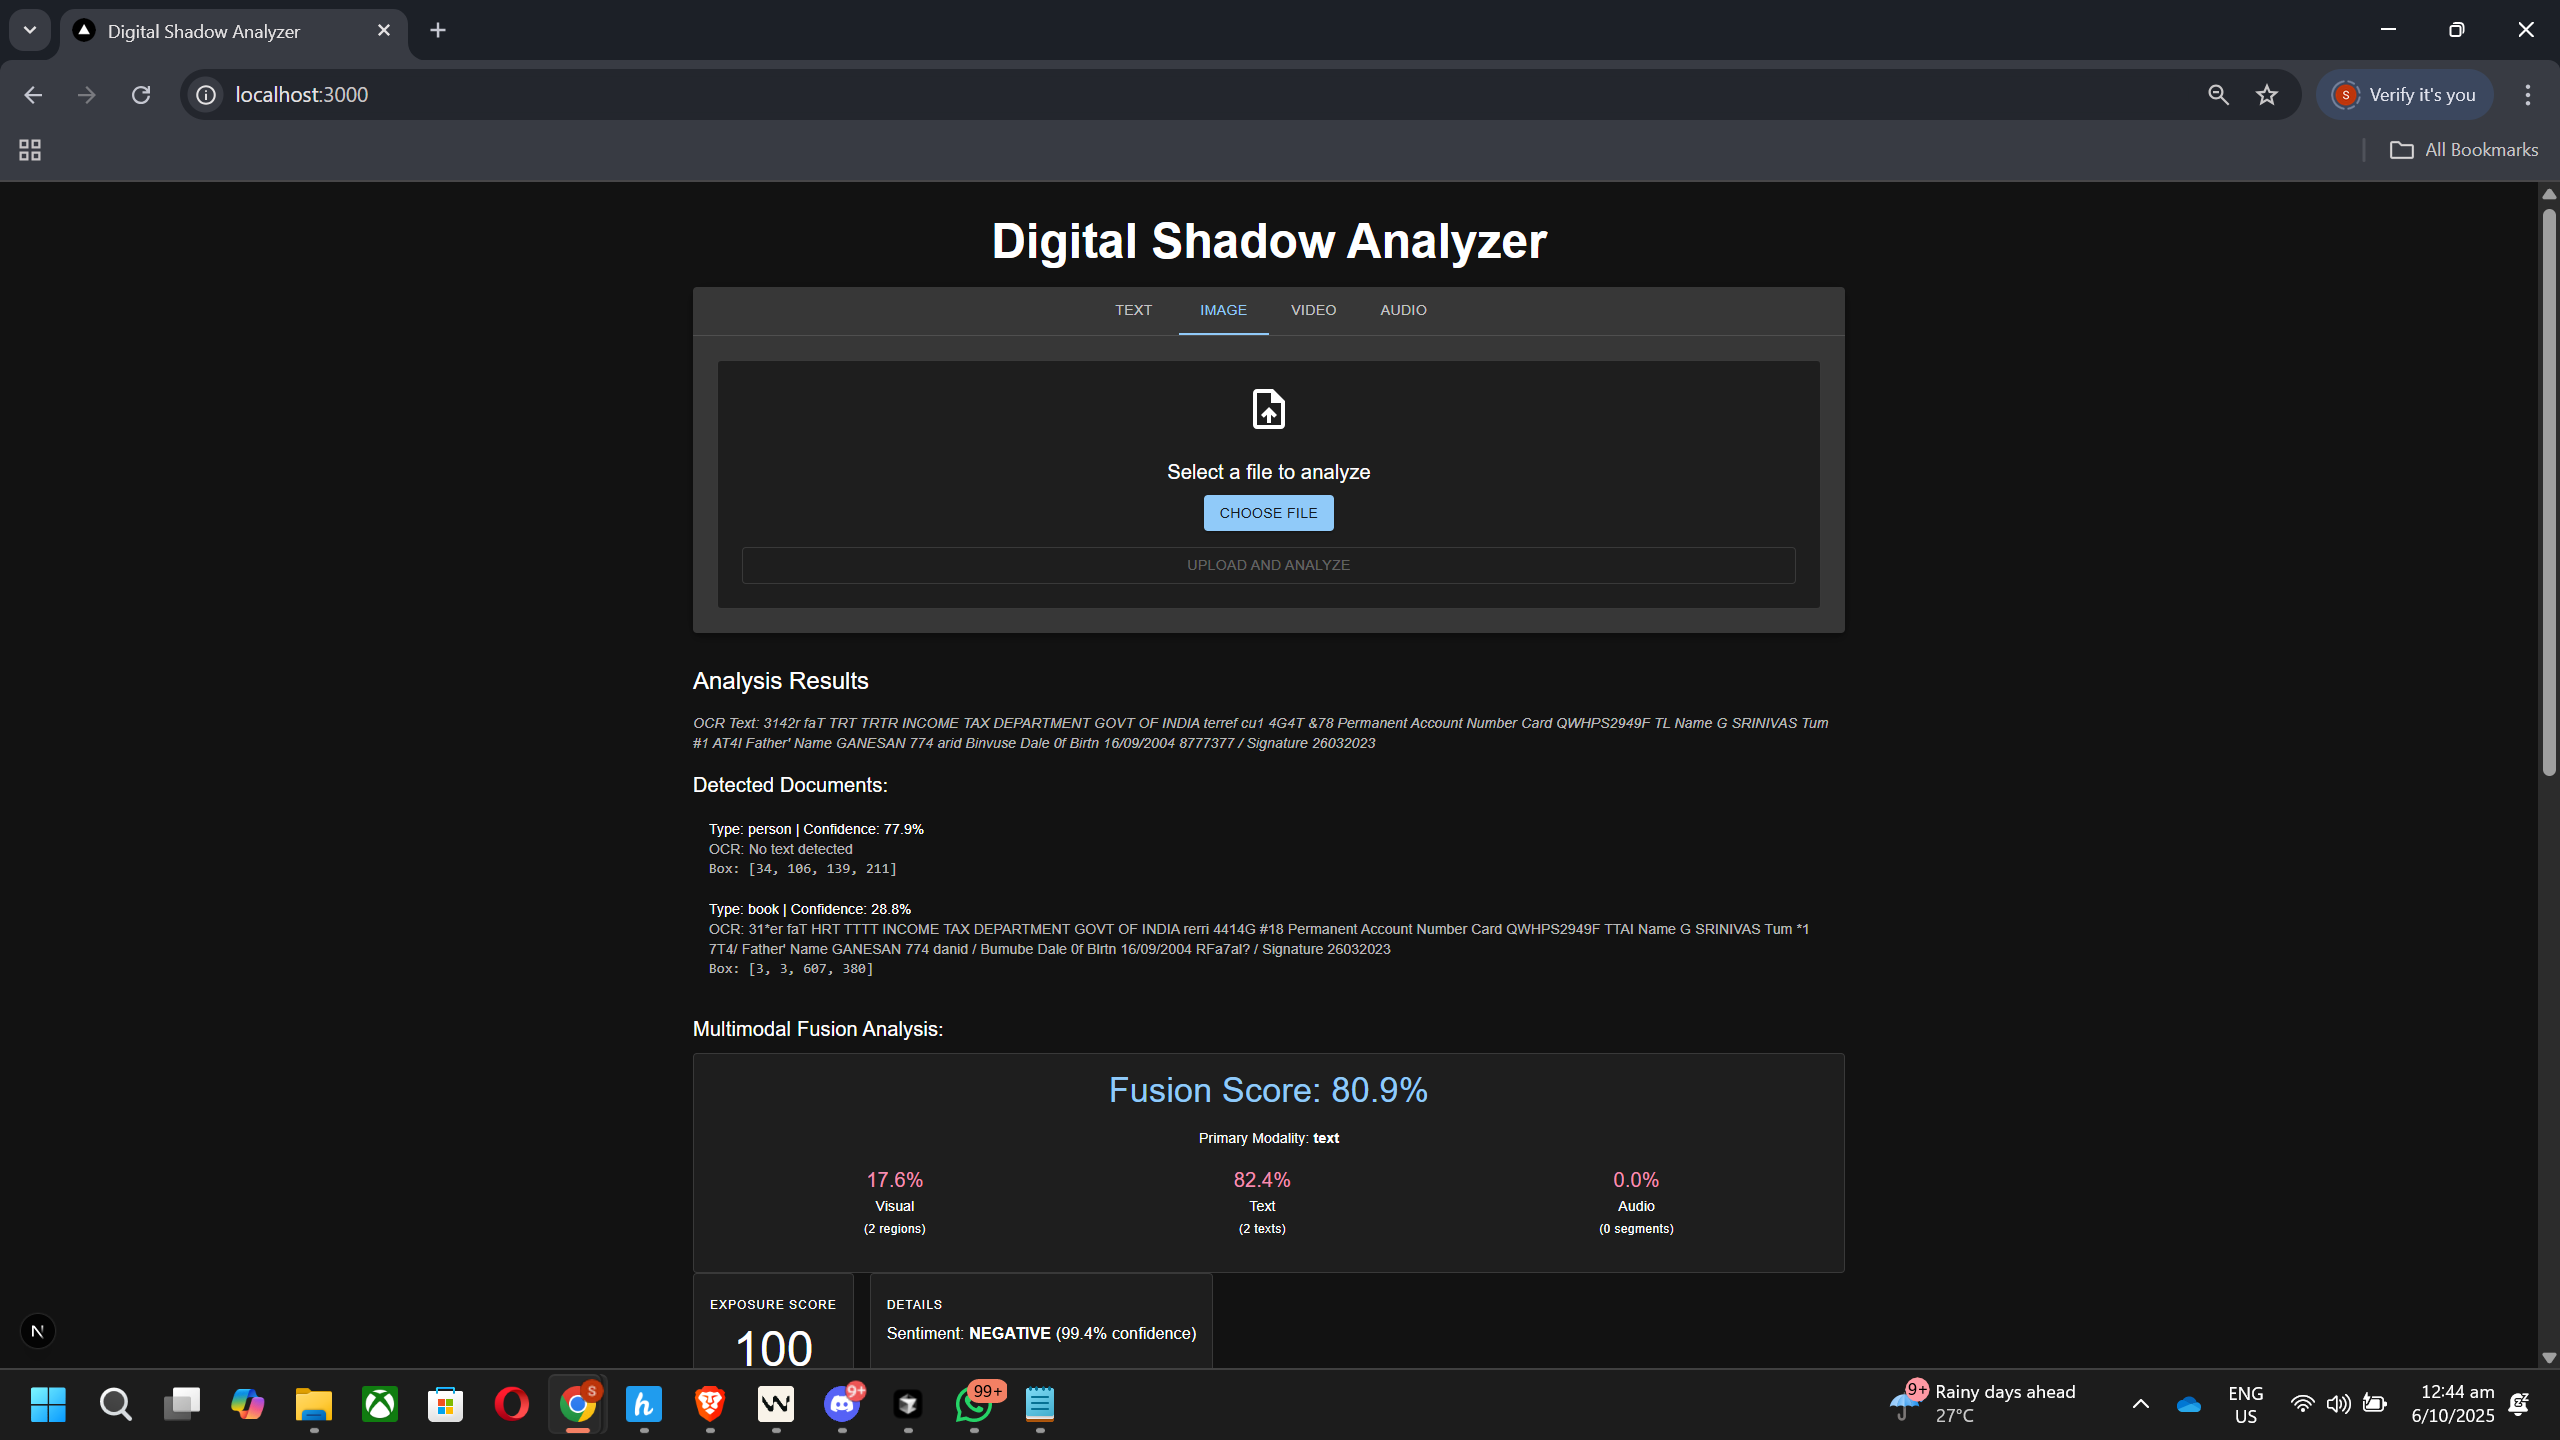 Digital Shadow Analyzer
localhost:3000
S
Verify it's you
All Bookmarks
Digital Shadow Analyzer
TEXT
IMAGE
VIDEO
AUDIO
Select a file to analyze
CHOOSE FILE
UPLOAD AND ANALYZE
Analysis Results
OCR Text: 3142r faT TRT TRTR INCOME TAX DEPARTMENT GOVT OF INDIA terref cu1 4G4T &78 Permanent Account Number Card QWHPS2949F TL Name G SRINIVAS Tum
#1 AT4I Father' Name GANESAN 774 arid Binvuse Dale 0f Birtn 16/09/2004 8777377 / Signature 26032023
Detected Documents:
Type: person | Confidence: 77.9%
OCR: No text detected
Box: [34, 106, 139, 211]
Type: book | Confidence: 28.8%
OCR: 31*er faT HRT TTTT INCOME TAX DEPARTMENT GOVT OF INDIA rerri 4414G #18 Permanent Account Number Card QWHPS2949F TTAI Name G SRINIVAS Tum *1
7T4/ Father' Name GANESAN 774 danid / Bumube Dale 0f BIrtn 16/09/2004 RFa7al? / Signature 26032023
Box: [3, 3, 607, 380]
Multimodal Fusion Analysis:
Fusion Score: 80.9%
Primary Modality: text
17.6%
Visual
(2 regions)
82.4%
Text
(2 texts)
0.0%
Audio
(0 segments)
EXPOSURE SCORE
100
DETAILS
Sentiment: NEGATIVE (99.4% confidence)
N
S
h
9+
99+
9+
Rainy days ahead
27°C
ENG
US
12:44 am
6/10/2025